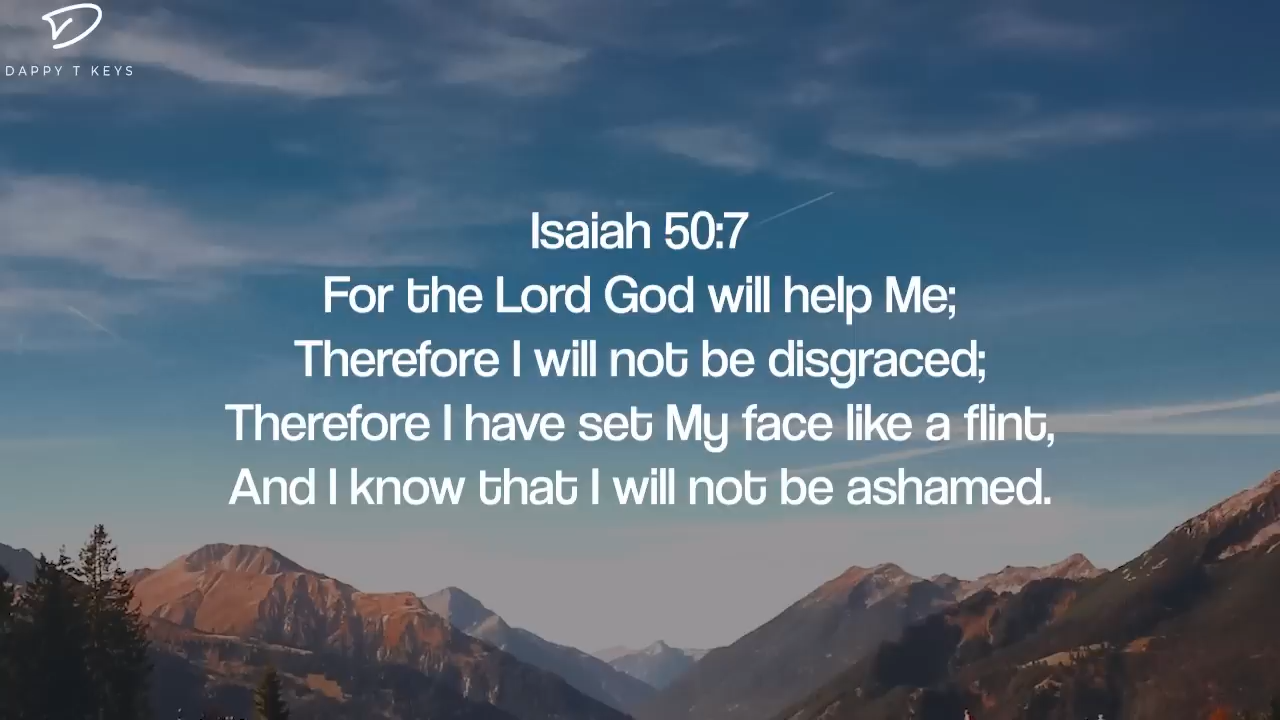 DAPPY T KEYS
Isaiah 50:7
For the Lord God will help Me;
Therefore I will not be disgraced;
Therefore I have set My face like a flint,
And I know that I will not be ashamed.